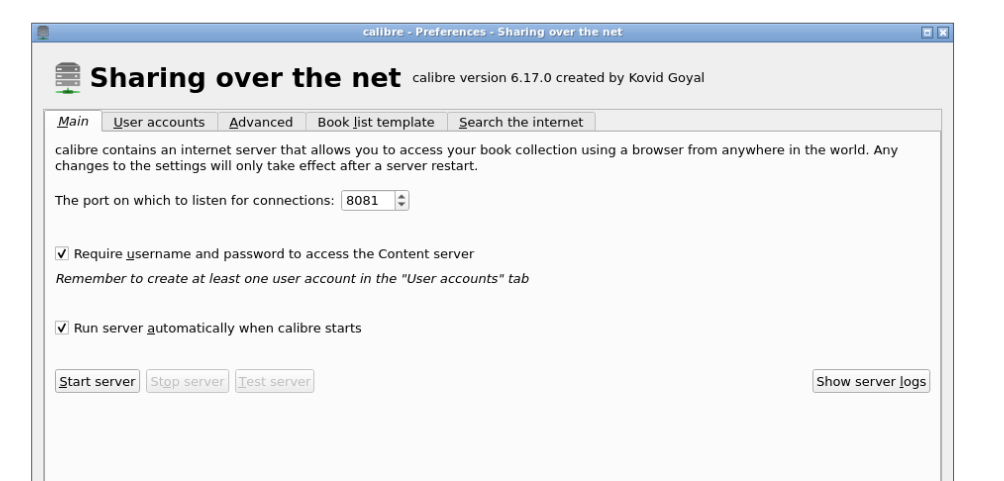 calibre - Preferences - Sharing over the net
Sharing over the net calibre version 6.17.0 created by Kovid Goyal
Main User accounts Advanced Book list template Search the internet
calibre contains an internet server that allows you to access your book collection using a browser from anywhere in the world. Any
changes to the settings will only take effect after a server restart.
The port on which to listen for connections: 8081
Require username and password to access the Content server
Remember to create at least one user account in the "User accounts" tab
Run server automatically when calibre starts
Start server Stop server Test server Show server logs